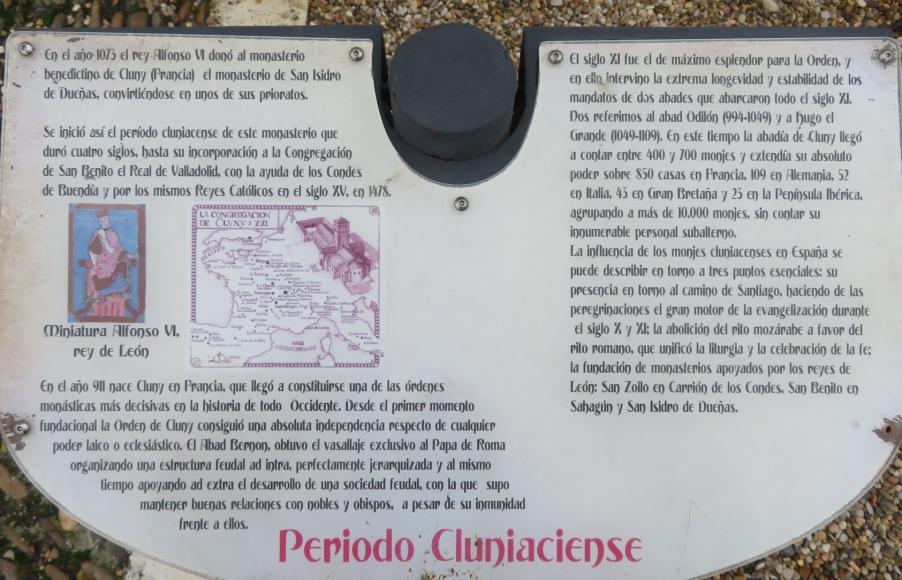 En el año 1073 el rey Alfonso VI donó al monasterio
benedictino de Cluny (Francia) el monasterio de San Isidro
de Dueñas, convirtiéndose en unos de sus prioratos.
Se inició así el período cluniacense de este monasterio que
duró cuatro siglos, hasta su incorporación a la Congregación
de San Benito el Real de Valladolid, con la ayuda de los Condes
de Buendía y por los mismos Reyes Católicos en el siglo XV, en 1478.
LA CONGREGACION
DE CLUNY S. XXI
CLUNY
MAR
MEDITERRANEO
Miniatura Alfonso VI,
rey de León
En el año 911 nace Cluny en Francia, que llegó a constituirse una de las órdenes
monásticas más decisivas en la historia de todo Occidente. Desde el primer momento
fundacional la Orden de Cluny consiguió una absoluta independencia respecto de cualquier
poder laico o eclesiástico. El Abad Bernon, obtuvo el vasallaje exclusivo al Papa de Roma
organizando una estructura feudal ad intra, perfectamente jerarquizada y al mismo
tiempo apoyando ad extra el desarrollo de una sociedad feudal, con la que supo
mantener buenas relaciones con nobles y obispos, a pesar de su inmunidad
frente a ellos.
El siglo XI fue el de máximo esplendor para la Orden, y
en ello intervino la extrema longevidad y estabilidad de los
mandatos de dos abades que abarcaron todo el siglo XI.
Dos referimos al abad Odilón (994-1049) y a Hugo el
Grande (1049-1109). En este tiempo la abadía de Cluny llegó
a contar entre 400 y 700 monjes y extendía su absoluto
poder sobre 850 casas en Francia, 109 en Alemania, 52
en Italia, 43 en Gran Bretaña y 23 en la Península Ibérica,
agrupando a más de 10.000 monjes, sin contar su
innumerable personal subalterno.
La influencia de los monjes cluniacenses en España se
puede describir en torno a tres puntos esenciales: su
presencia en torno al camino de Santiago, haciendo de las
peregrinaciones el gran motor de la evangelización durante
el siglo X y XI; la abolición del rito mozárabe a favor del
rito romano, que unificó la liturgia y la celebración de la fe;
la fundación de monasterios apoyados por los reyes de
León: San Zoilo en Carrión de los Condes, San Benito en
Sahagún y San Isidro de Dueñas.
Periodo Cluniaciense